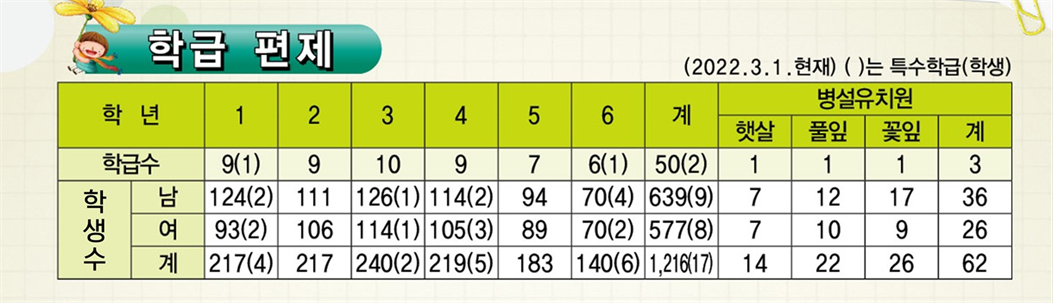 학급 편제
(2022.3.1.현재) ( )는 특수학급(학생)
학 년 1 2 3 4 5 6 계 병설유치원
햇살 풀잎 꽃잎 계
학급수 9(1) 9 10 9 7 6(1) 50(2) 1 1 1 3
학생수 남 124(2) 111 126(1) 114(2) 94 70(4) 639(9) 7 12 17 36
여 93(2) 106 114(1) 105(3) 89 70(2) 577(8) 7 10 9 26
계 217(4) 217 240(2) 219(5) 183 140(6) 1,216(17) 14 22 26 62